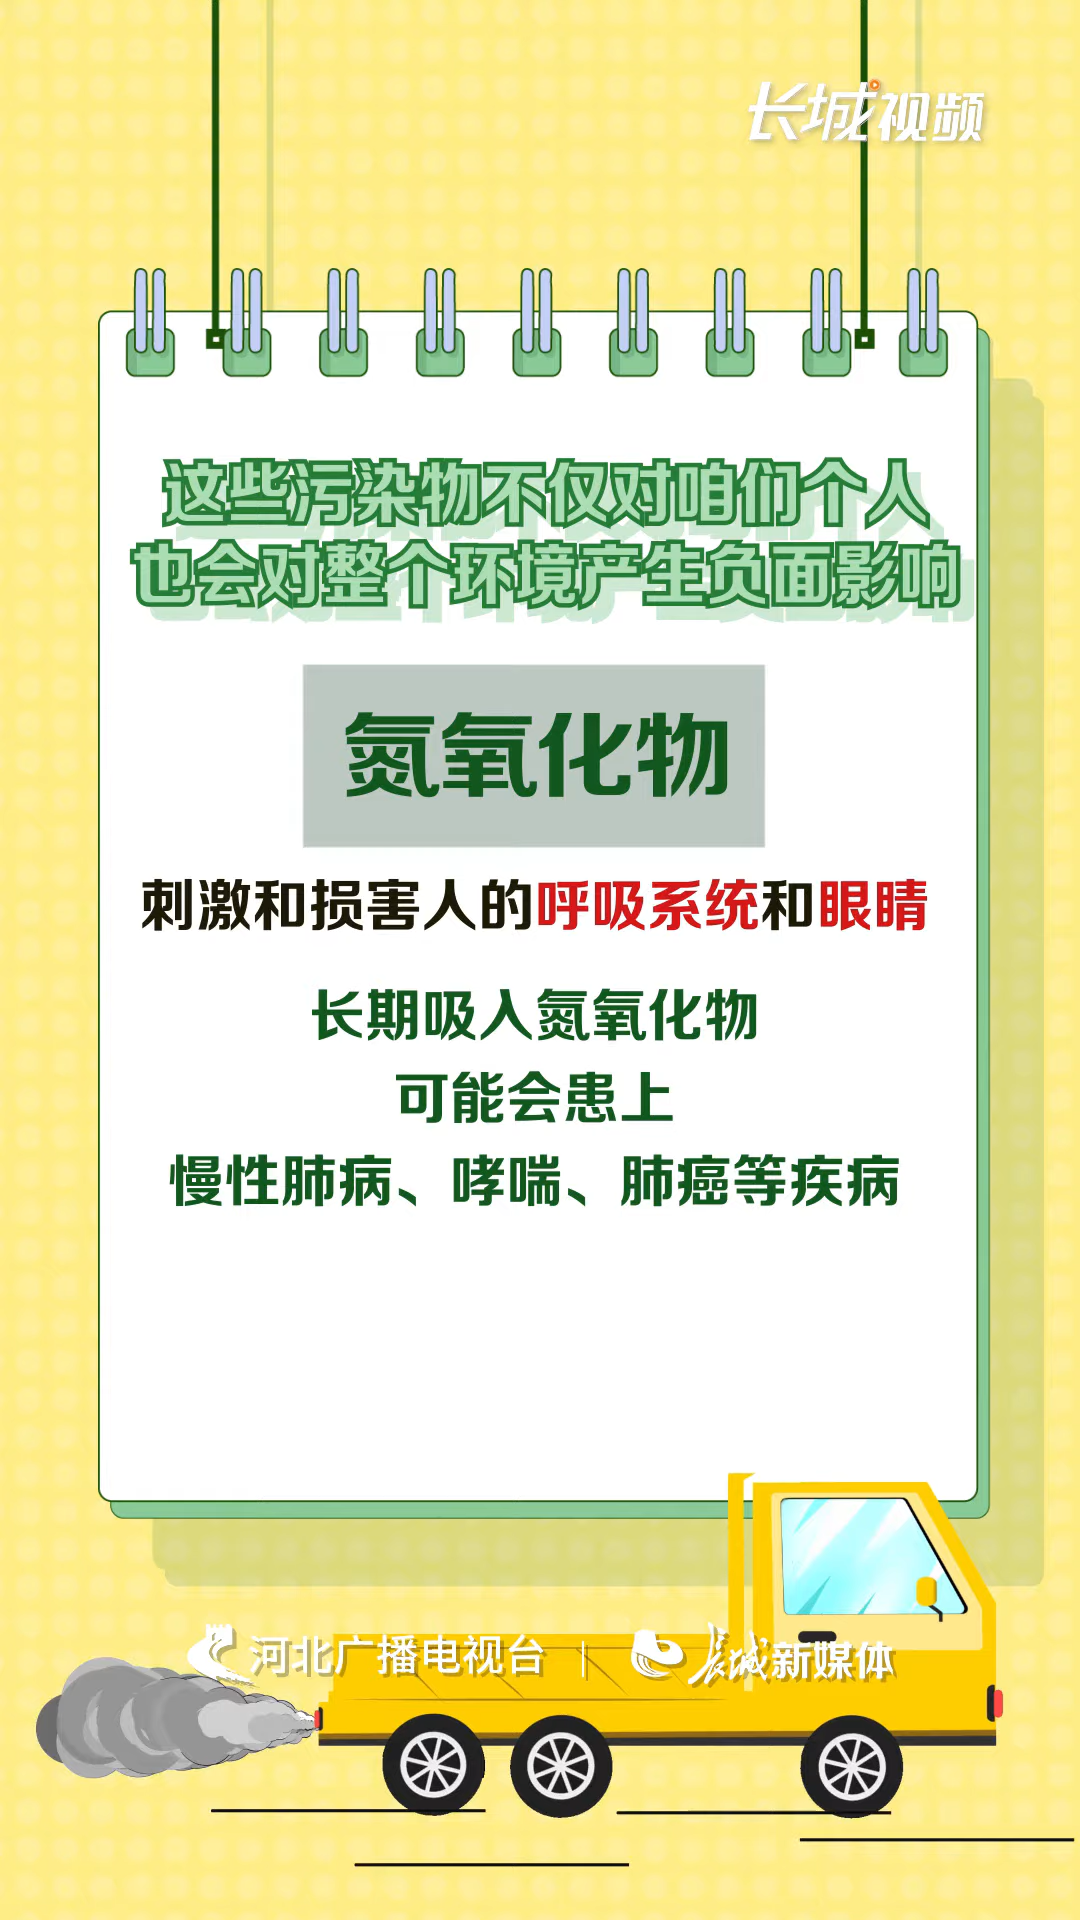 长城视频
这些污染物不仅对咱们个人
也会对整个环境产生负面影响
氮氧化物
刺激和损害人的呼吸系统和眼睛
长期吸入氮氧化物
可能会患上
慢性肺病、哮喘、肺癌等疾病
河北广播电视台 | 长城新媒体